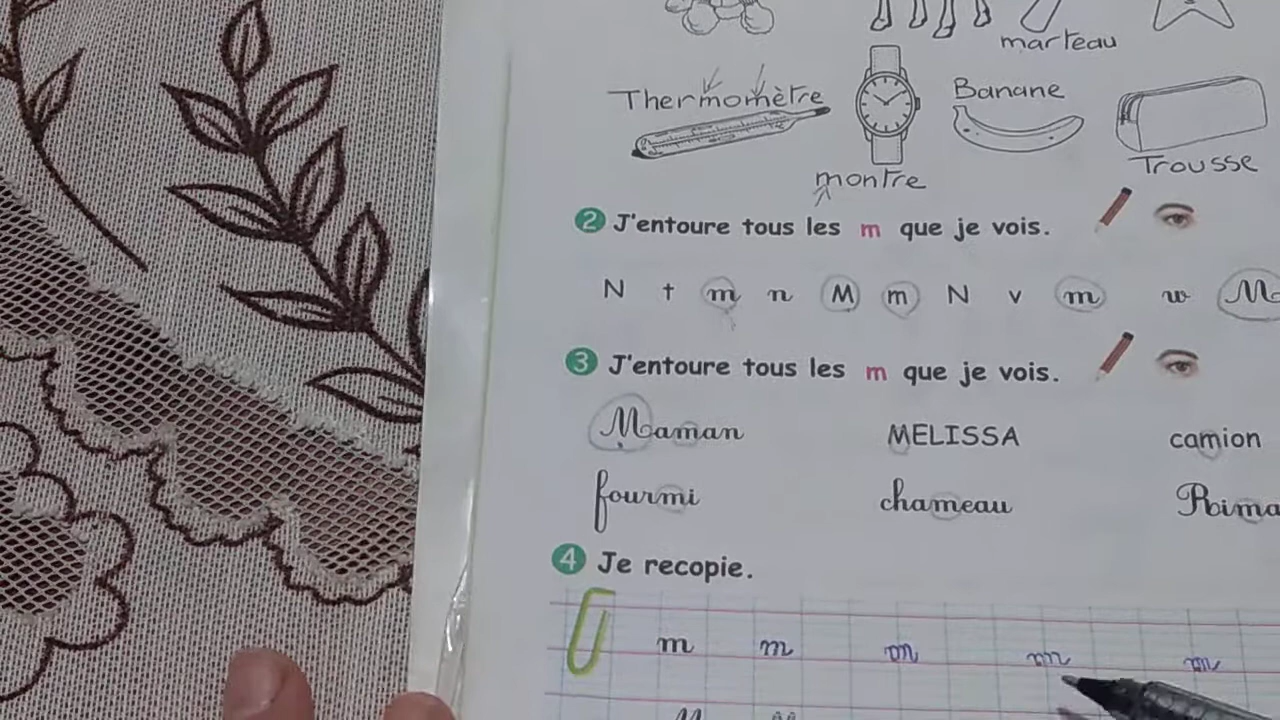 marteau
Thermomètre
Banane
montre
Trousse
2 J'entoure tous les m que je vois.
N t m n M m N v m w M
3 J'entoure tous les m que je vois.
Maman MELISSA camion
fourmi chameau Rima
4 Je recopie.
m m m m m